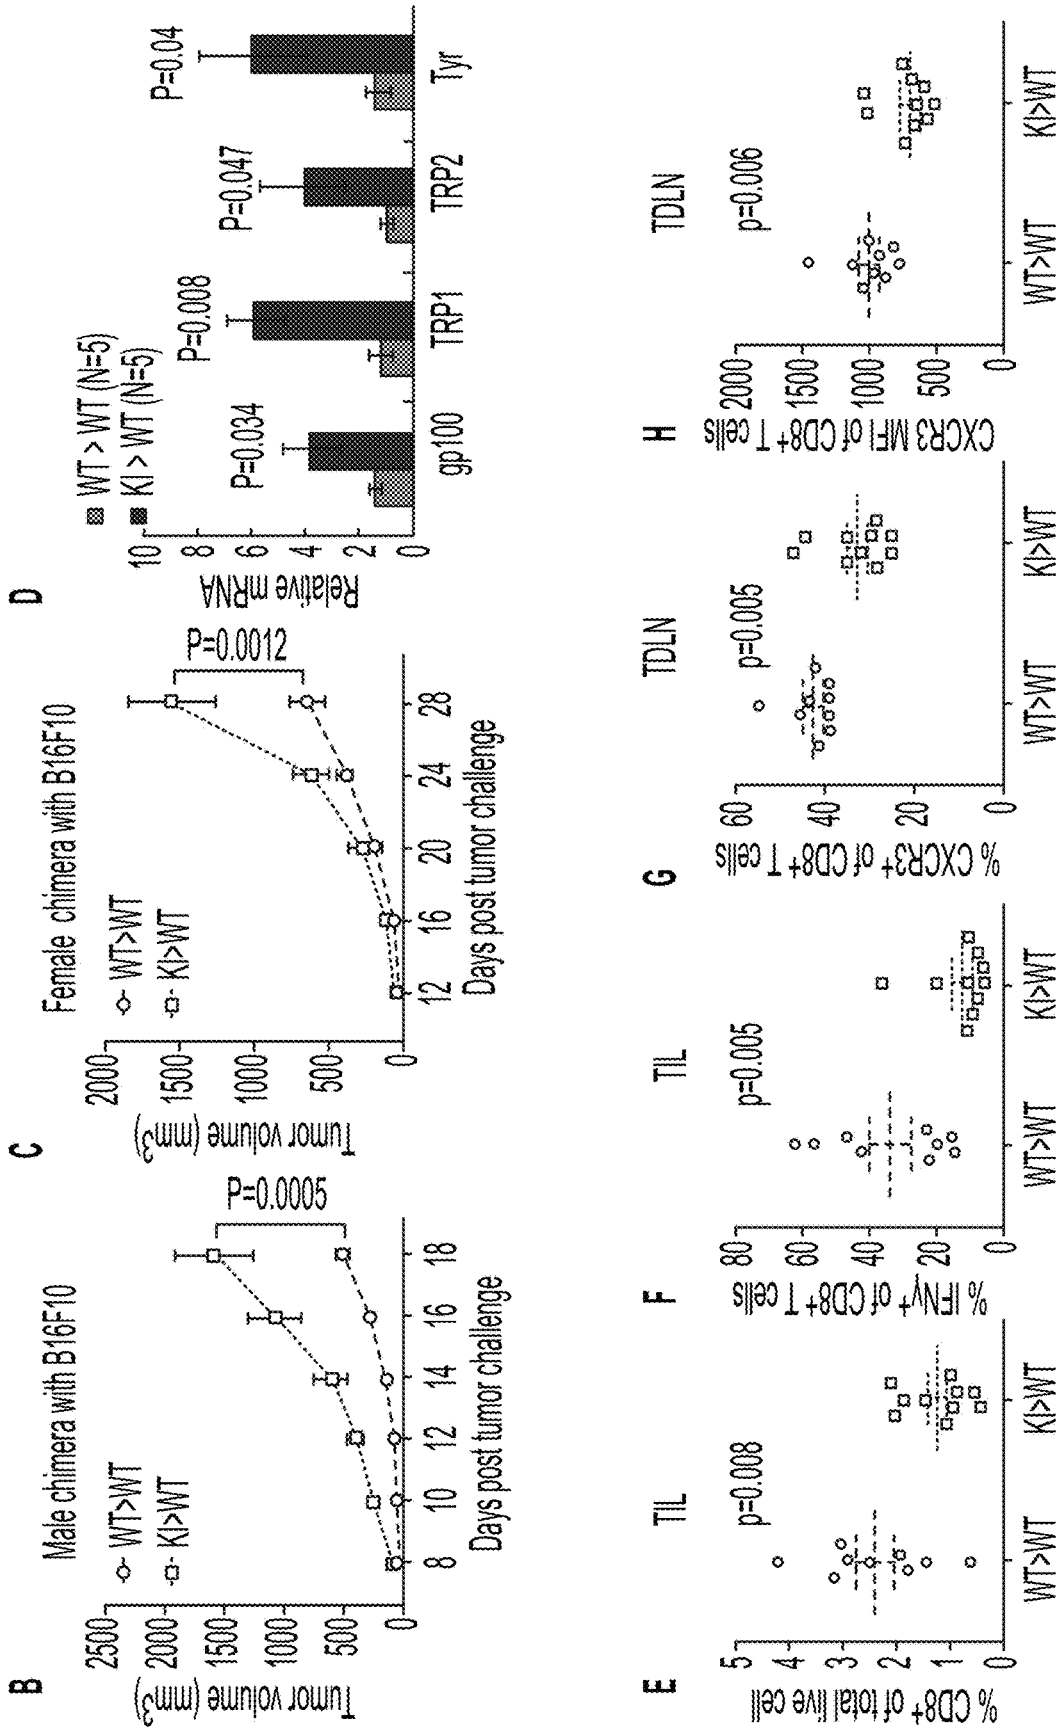 B
Male chimera with B16F10
WT>WT
KI>WT
Tumor volume (mm³)
2500
2000
1500
1000
500
0
8 10 12 14 16 18
Days post tumor challenge
P=0.0005
C
Female chimera with B16F10
WT>WT
KI>WT
Tumor volume (mm³)
2000
1500
1000
500
0
12 16 20 24 28
Days post tumor challenge
P=0.0012
D
WT > WT (N=5)
KI > WT (N=5)
Relative mRNA
10
8
6
4
2
0
P=0.034
P=0.008
P=0.047
P=0.04
gp100 TRP1 TRP2 Tyr
E
TIL
p=0.008
% CD8⁺ of total live cell
5
4
3
2
1
0
WT>WT KI>WT
F
TIL
p=0.005
% IFNγ⁺ of CD8⁺ T cells
80
60
40
20
0
WT>WT KI>WT
G
TDLN
p=0.005
% CXCR3⁺ of CD8⁺ T cells
60
40
20
0
WT>WT KI>WT
H
TDLN
p=0.006
CXCR3 MFI of CD8⁺ T cells
2000
1500
1000
500
0
WT>WT KI>WT